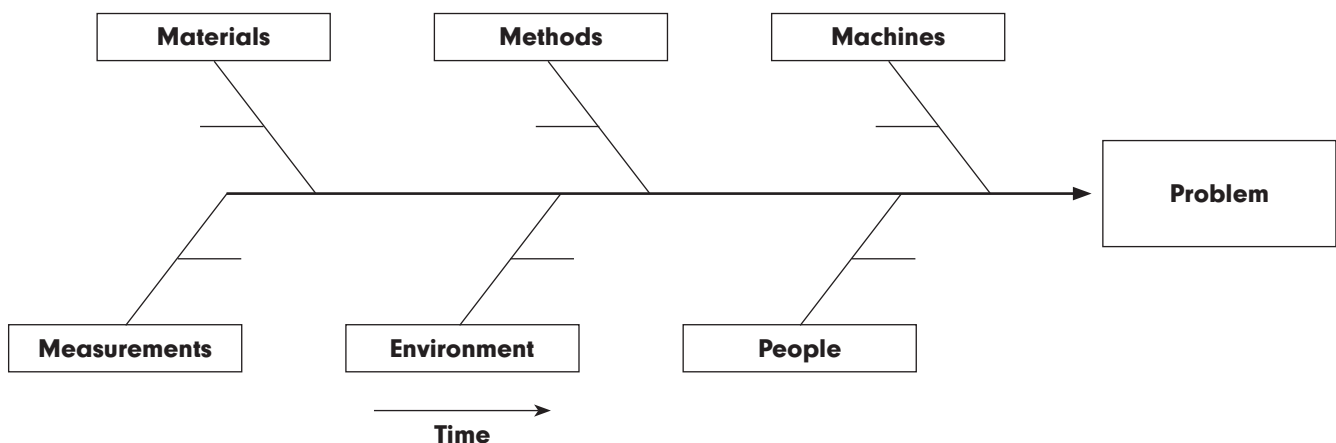 Materials
Methods
Machines
Problem
Measurements
Environment
People
Time